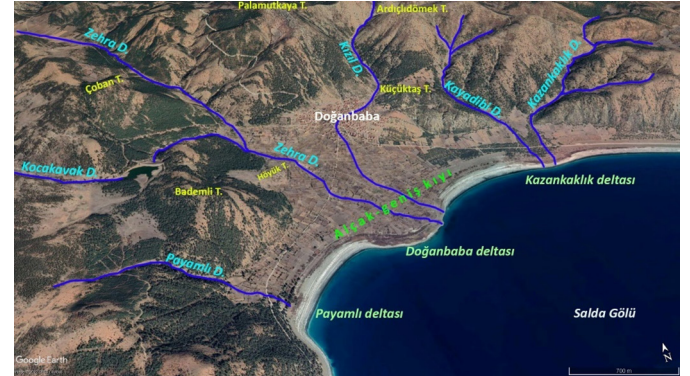 Palamutkaya T.
Ardıçlıdömek T.
Zehra D.
Kızıl D.
Kazankaklık D.
Çoban T.
Küçüktaş T.
Kayadibi D.
Doğanbaba
Zehra D.
Kocakavak D.
Höyük T.
Bademli T.
Kazankaklık deltası
Alçak geniş kıyı
Doğanbaba deltası
Payamlı D.
Payamlı deltası
Salda Gölü
Google Earth
N
700 m